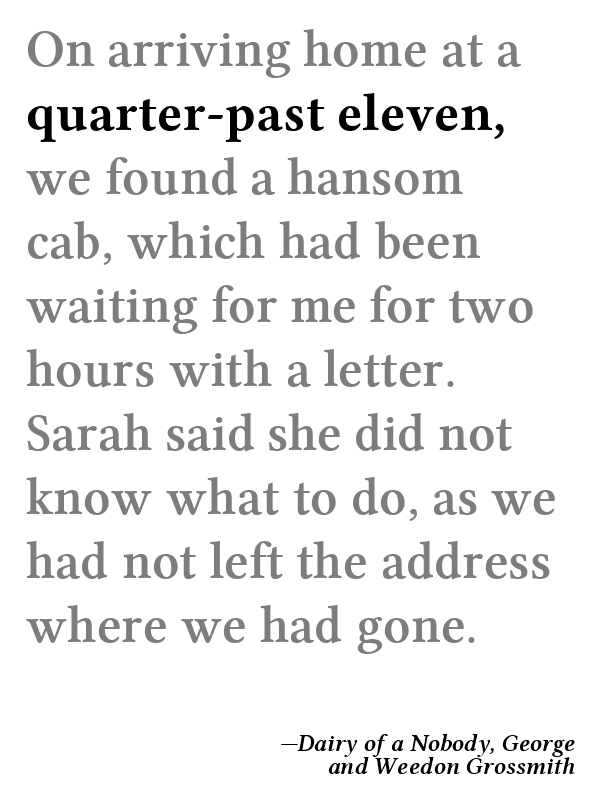 On arriving home at a
quarter-past eleven,
we found a hansom
cab, which had been
waiting for me for two
hours with a letter.
Sarah said she did not
know what to do, as we
had not left the address
where we had gone.
—Dairy of a Nobody, George
and Weedon Grossmith